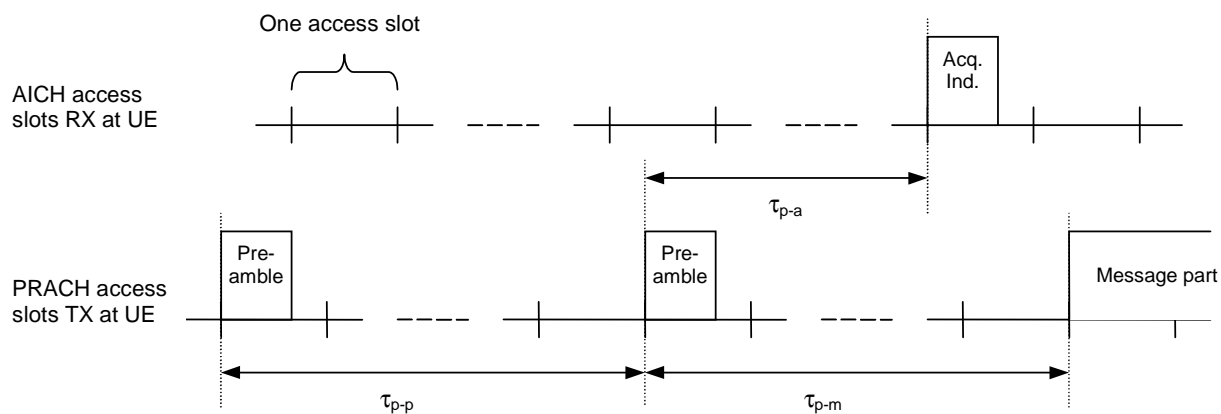 One access slot
Acq.
Ind.
AICH access
slots RX at UE
τp-a
Pre-
amble
Pre-
amble
Message part
PRACH access
slots TX at UE
τp-p
τp-m